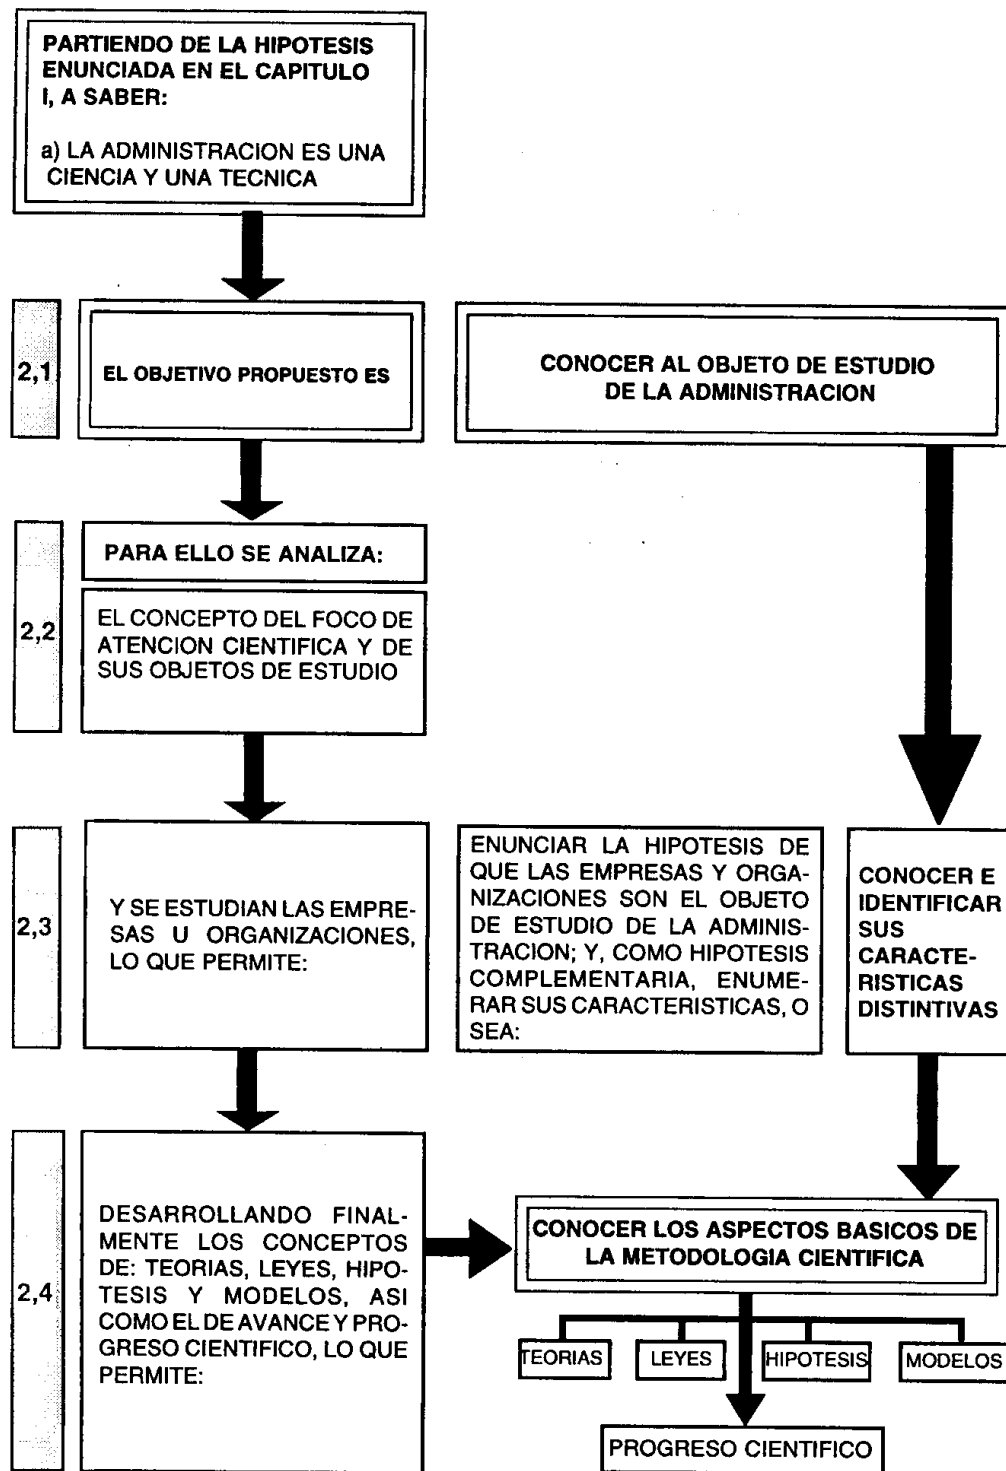 PARTIENDO DE LA HIPOTESIS
ENUNCIADA EN EL CAPITULO
I, A SABER:
a) LA ADMINISTRACION ES UNA
CIENCIA Y UNA TECNICA
2,1
EL OBJETIVO PROPUESTO ES
CONOCER AL OBJETO DE ESTUDIO
DE LA ADMINISTRACION
2,2
PARA ELLO SE ANALIZA:
EL CONCEPTO DEL FOCO DE
ATENCION CIENTIFICA Y DE
SUS OBJETOS DE ESTUDIO
2,3
Y SE ESTUDIAN LAS EMPRE-
SAS U ORGANIZACIONES,
LO QUE PERMITE:
ENUNCIAR LA HIPOTESIS DE
QUE LAS EMPRESAS Y ORGA-
NIZACIONES SON EL OBJETO
DE ESTUDIO DE LA ADMINIS-
TRACION; Y, COMO HIPOTESIS
COMPLEMENTARIA, ENUME-
RAR SUS CARACTERISTICAS, O
SEA:
CONOCER E
IDENTIFICAR
SUS
CARACTE-
RISTICAS
DISTINTIVAS
2,4
DESARROLLANDO FINAL-
MENTE LOS CONCEPTOS
DE: TEORIAS, LEYES, HIPO-
TESIS Y MODELOS, ASI
COMO EL DE AVANCE Y PRO-
GRESO CIENTIFICO, LO QUE
PERMITE:
CONOCER LOS ASPECTOS BASICOS DE
LA METODOLOGIA CIENTIFICA
TEORIAS
LEYES
HIPOTESIS
MODELOS
PROGRESO CIENTIFICO